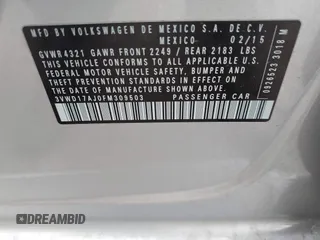 MFD BY VOLKSWAGEN DE MEXICO S.A. DE C.V.
MEXICO 02/15
GVWR 4321 GAWR FRONT 2249 / REAR 2183 LBS
THIS VEHICLE CONFORMS TO ALL APPLICABLE U.S.
FEDERAL MOTOR VEHICLE SAFETY, BUMPER AND
THEFT PREVENTION STANDARDS IN EFFECT ON THE
DATE OF MANUFACTURE SHOWN ABOVE.
3VWD17AJ0FM309503 PASSENGER CAR
0926523 3018 M
DREAMBID